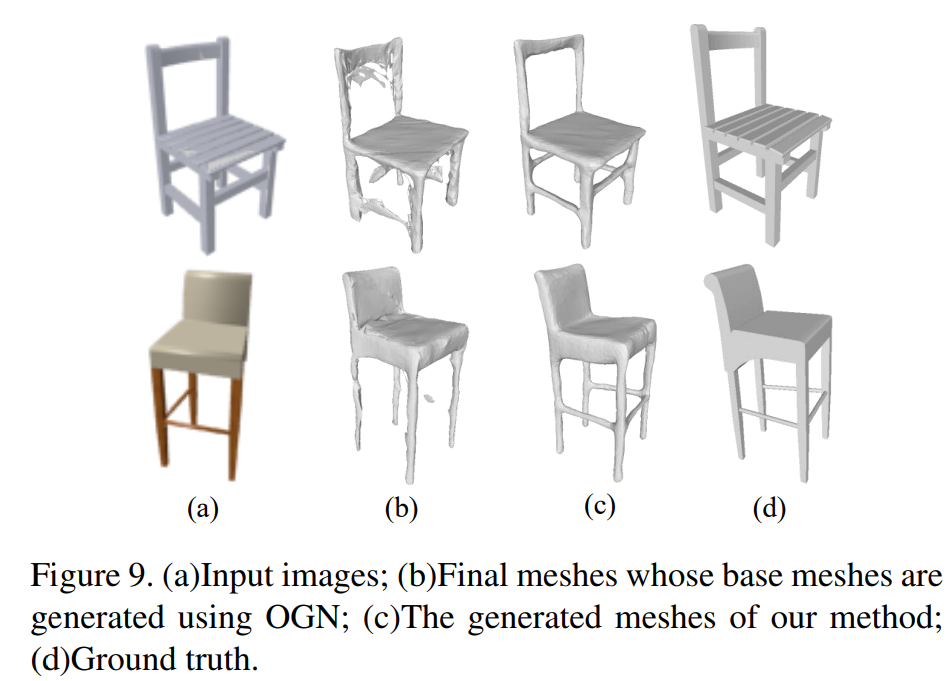 (a) (b) (c) (d)
Figure 9. (a)Input images; (b)Final meshes whose base meshes are
generated using OGN; (c)The generated meshes of our method;
(d)Ground truth.